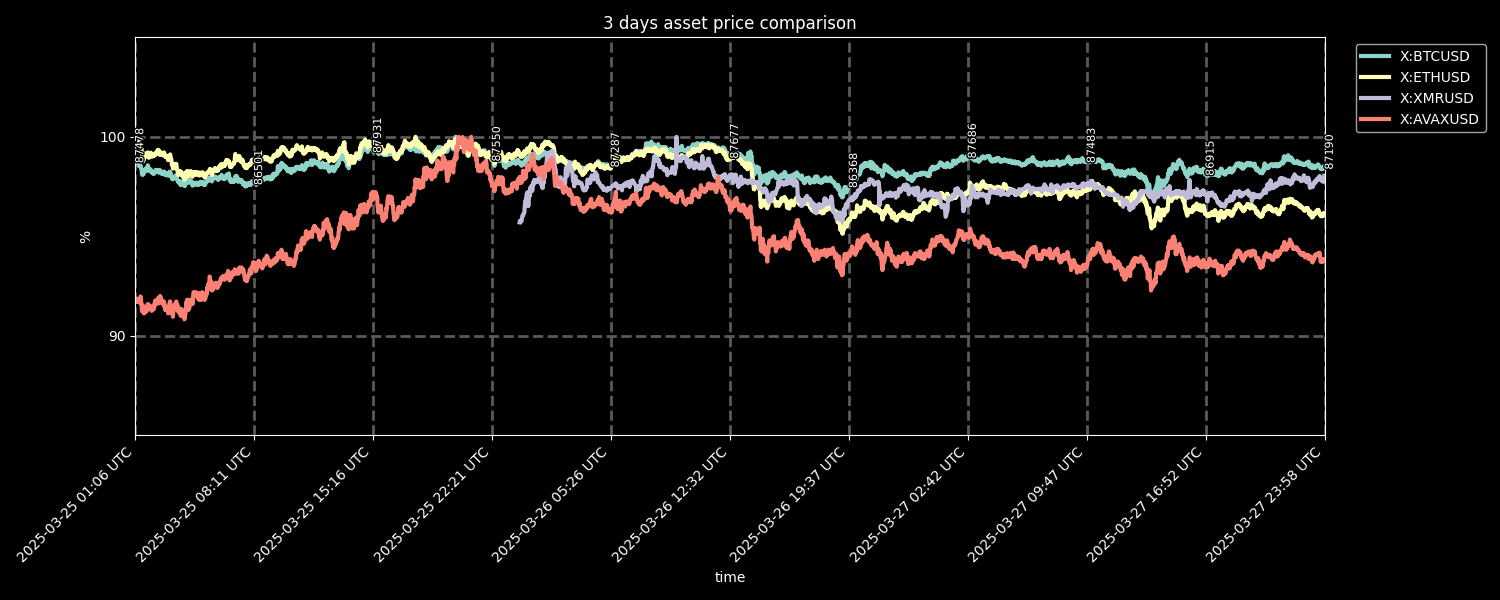 3 days asset price comparison
X:BTCUSD
X:ETHUSD
X:XMRUSD
X:AVAXUSD
100
90
%
87478
86501
87931
87550
87287
87677
86368
87686
87483
86915
87190
2025-03-25 01:06 UTC
2025-03-25 08:11 UTC
2025-03-25 15:16 UTC
2025-03-25 22:21 UTC
2025-03-26 05:26 UTC
2025-03-26 12:32 UTC
2025-03-26 19:37 UTC
2025-03-27 02:42 UTC
2025-03-27 09:47 UTC
2025-03-27 16:52 UTC
2025-03-27 23:58 UTC
time